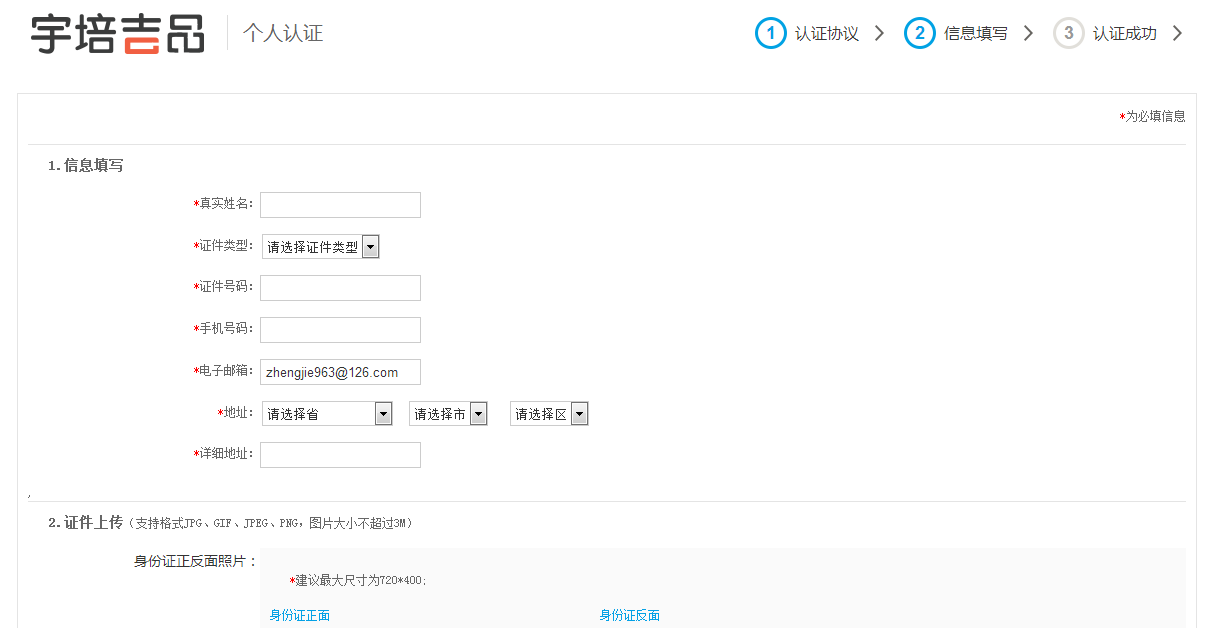 宇培吉品 个人认证 1 认证协议 2 信息填写 3 认证成功
*为必填信息
1.信息填写
*真实姓名:
*证件类型: 请选择证件类型
*证件号码:
*手机号码:
*电子邮箱: zhengjie963@126.com
*地址: 请选择省 请选择市 请选择区
*详细地址:
,
2.证件上传（支持格式JPG、GIF、JPEG、PNG，图片大小不超过3M）
身份证正反面照片：
*建议最大尺寸为720*400;
身份证正面 身份证反面